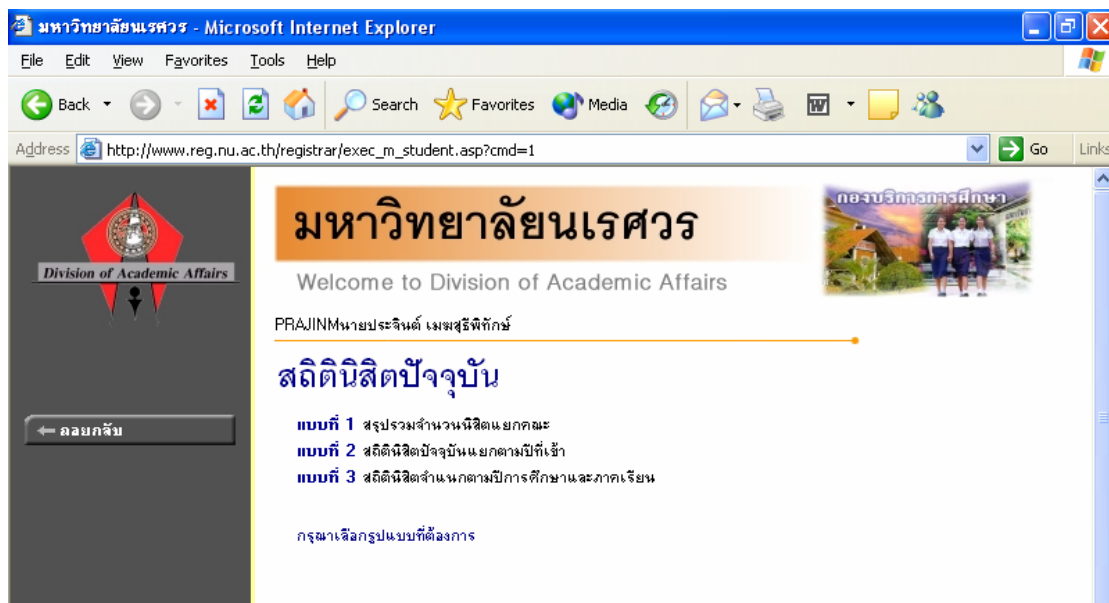 มหาวิทยาลัยนเรศวร - Microsoft Internet Explorer
File Edit View Favorites Tools Help
Back Search Favorites Media
Address http://www.reg.nu.ac.th/registrar/exec_m_student.asp?cmd=1 Go Links
Division of Academic Affairs
ถอยกลับ
มหาวิทยาลัยนเรศวร
Welcome to Division of Academic Affairs
กองบริการการศึกษา
PRAJINMนายประจินต์ เมฆสุธีพิทักษ์
สถิตินิสิตปัจจุบัน
แบบที่ 1 สรุปรวมจำนวนนิสิตแยกคณะ
แบบที่ 2 สถิตินิสิตปัจจุบันแยกตามปีที่เข้า
แบบที่ 3 สถิตินิสิตจำแนกตามปีการศึกษาและภาคเรียน
กรุณาเลือกรูปแบบที่ต้องการ